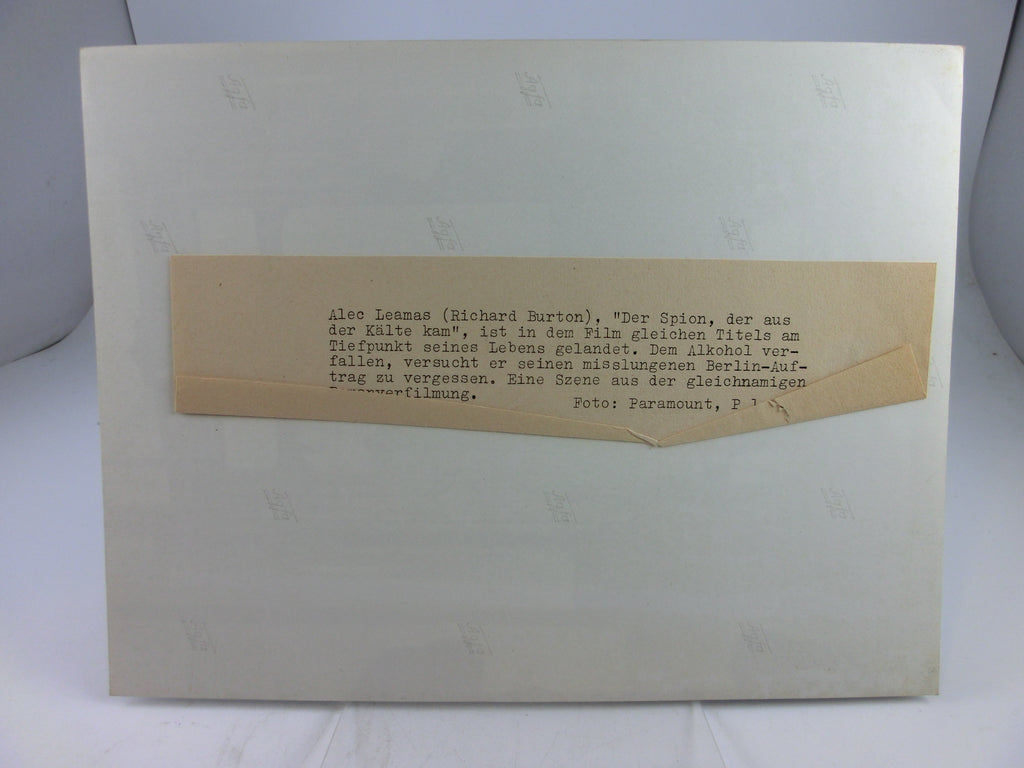 Alec Leamas (Richard Burton), "Der Spion, der aus
der Kälte kam", ist in dem Film gleichen Titels am
Tiefpunkt seines Lebens gelandet. Dem Alkohol ver-
fallen, versucht er seinen misslungenen Berlin-Auf-
trag zu vergessen. Eine Szene aus der gleichnamigen
Foto: Paramount,